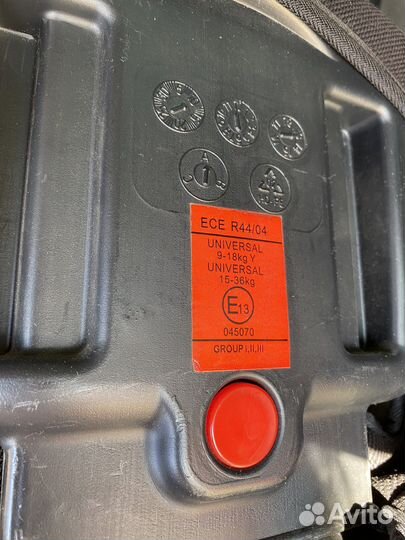 ECE R44/04
UNIVERSAL
9-18kg Y
UNIVERSAL
15-36kg
E13
045070
GROUP I,II,III
Avito